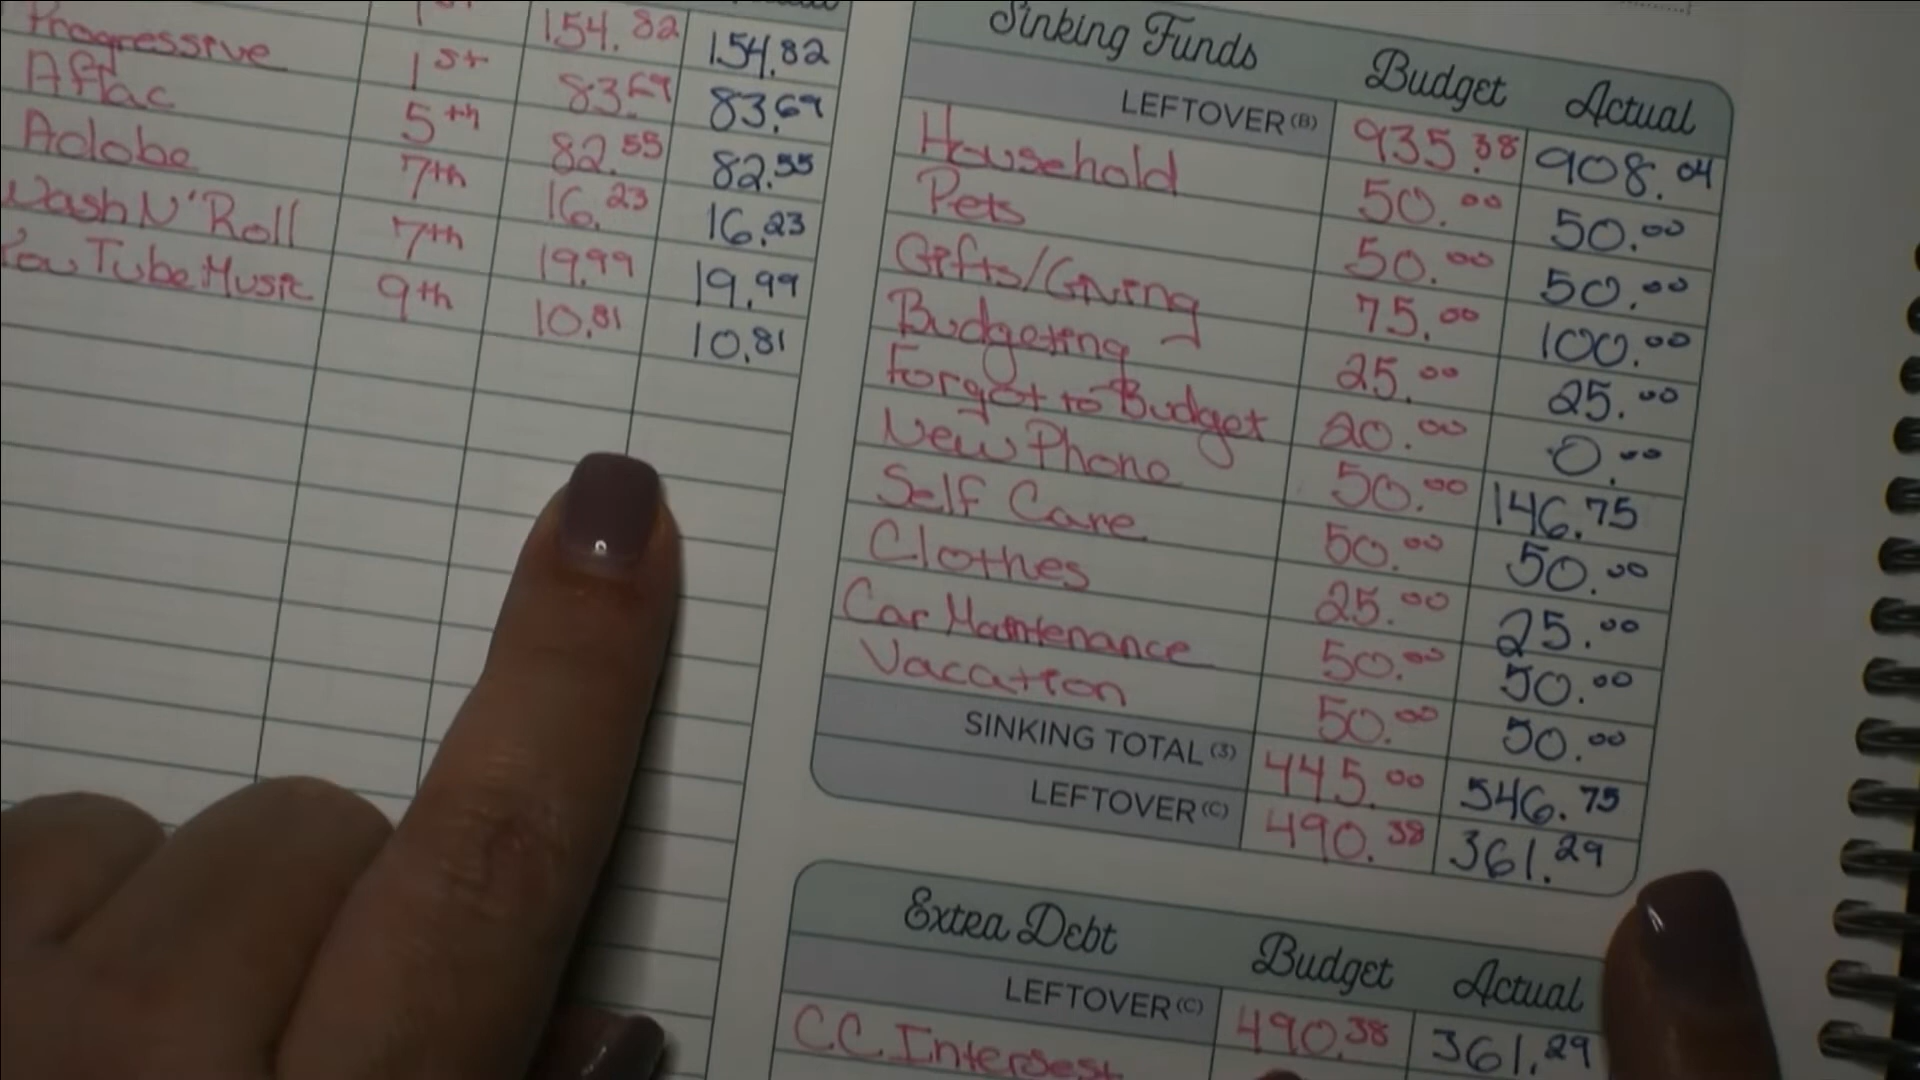 1st 154.82 154.82
Progressive 1st 83.69 83.69
Aflac 5th 82.55 82.55
Adobe 7th 16.23 16.23
Wash N' Roll 7th 19.99 19.99
YouTube Music 9th 10.81 10.81
Sinking Funds Budget Actual
LEFTOVER (B) 935.38 908.04
Household 50.00 50.00
Pets 50.00 50.00
Gifts/Giving 75.00 100.00
Budgeting 25.00 25.00
Forgot to Budget 20.00 0.00
New Phone 50.00 146.75
Self Care 50.00 50.00
Clothes 25.00 25.00
Car Maintenance 50.00 50.00
Vacation 50.00 50.00
SINKING TOTAL (3) 445.00 546.75
LEFTOVER (C) 490.38 361.29
Extra Debt Budget Actual
LEFTOVER (C) 490.38 361.29
CC Interest